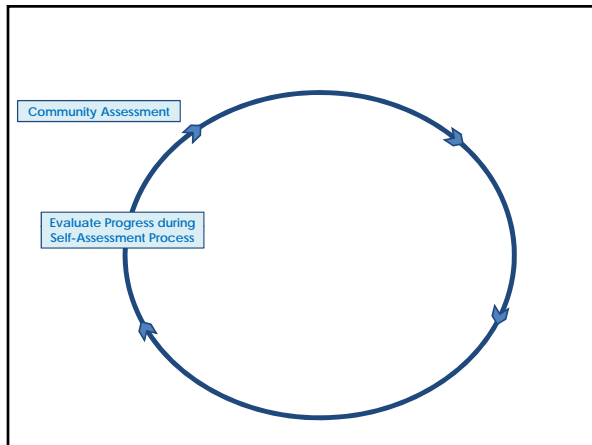 Community Assessment
Evaluate Progress during
Self-Assessment Process